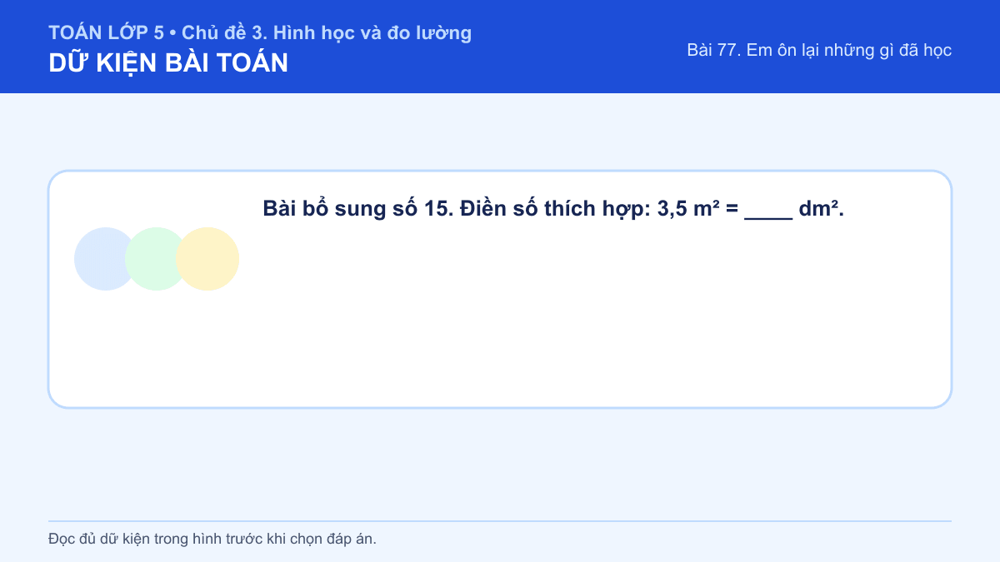 TOÁN LỚP 5 • Chủ đề 3. Hình học và đo lường
DỮ KIỆN BÀI TOÁN
Bài 77. Em ôn lại những gì đã học
Bài bổ sung số 15. Điền số thích hợp: 3,5 m² = ____ dm².
Đọc đủ dữ kiện trong hình trước khi chọn đáp án.